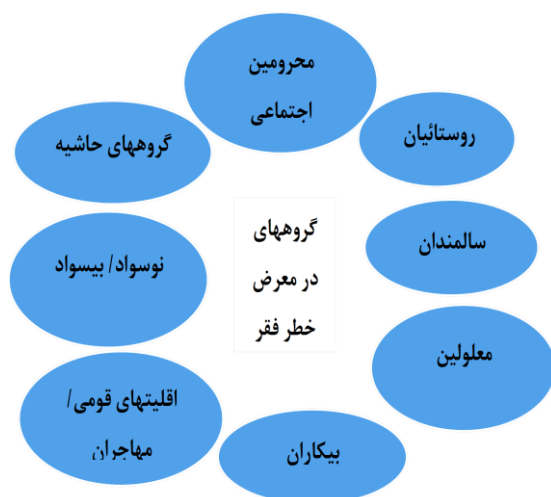 محرومین
اجتماعی
روستائیان
سالمندان
معلولین
بیکاران
اقلیتهای قومی/
مهاجران
نوسواد/ بیسواد
گروههای حاشیه
گروههای
در معرض
خطر فقر